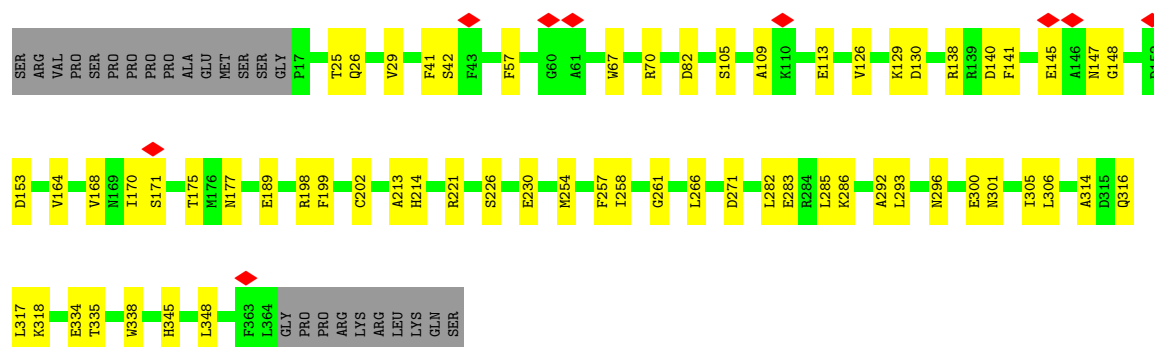 SER ARG VAL PRO SER PRO PRO PRO PRO ALA GLU MET SER SER GLY P17 T25 Q26 V29 F41 S42 F43 F57 G60 A61 W67 R70 D82 S105 A109 K110 E113 V126 K129 D130 R138 R139 D140 F141 E145 A146 N147 G148
D153 V164 V168 N169 I170 S171 T175 M176 N177 E189 R198 F199 C202 A213 H214 R221 S226 E230 M254 F257 I258 G261 L266 D271 L282 E283 R284 L285 K286 A292 L293 N296 E300 N301 I305 L306 A314 D315 Q316
L317 K318 E334 T335 W338 H345 L348 F363 L364 GLY PRO PRO ARG LYS ARG LEU LYS GLN SER